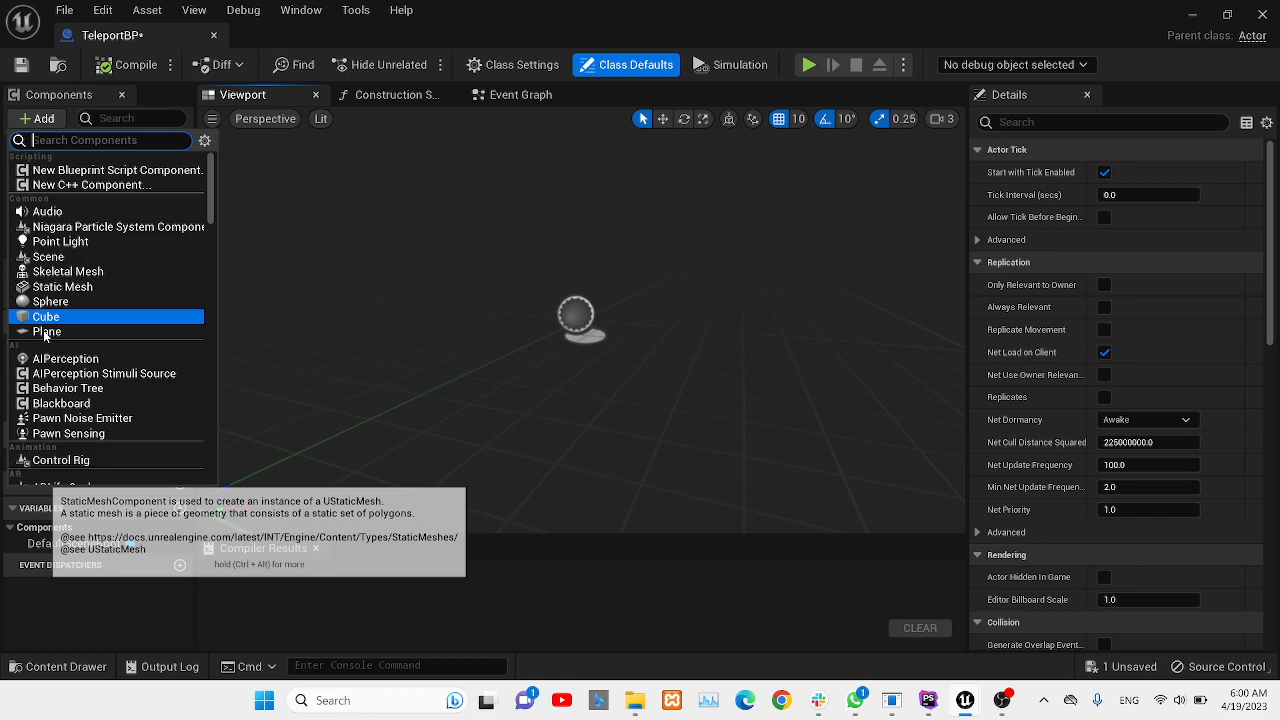 File Edit Asset View Debug Window Tools Help
TeleportBP*
Parent class: Actor
Compile Diff Find Hide Unrelated Class Settings Class Defaults Simulation No debug object selected
Components Viewport Construction S... Event Graph Details
+ Add Search Perspective Lit 10 10° 0.25 3 Search
Search Components
Scripting
New Blueprint Script Component.
New C++ Component...
Common
Audio
Niagara Particle System Compone
Point Light
Scene
Skeletal Mesh
Static Mesh
Sphere
Cube
Plane
AI
AIPerception
AIPerception Stimuli Source
Behavior Tree
Blackboard
Pawn Noise Emitter
Pawn Sensing
Animation
Control Rig
AR
VARIABLES
Components
EVENT DISPATCHERS
StaticMeshComponent is used to create an instance of a UStaticMesh.
A static mesh is a piece of geometry that consists of a static set of polygons.
@see https://docs.unrealengine.com/latest/INT/Engine/Content/Types/StaticMeshes/
@see UStaticMesh
hold (Ctrl + Alt) for more
Compiler Results
CLEAR
Actor Tick
Start with Tick Enabled
Tick Interval (secs) 0.0
Allow Tick Before Begin...
Advanced
Replication
Only Relevant to Owner
Always Relevant
Replicate Movement
Net Load on Client
Net Use Owner Relevan...
Replicates
Net Dormancy Awake
Net Cull Distance Squared 225000000.0
Net Update Frequency 100.0
Min Net Update Frequen... 2.0
Net Priority 1.0
Advanced
Rendering
Actor Hidden In Game
Editor Billboard Scale 1.0
Collision
Generate Overlap Event...
Content Drawer Output Log Cmd Enter Console Command 1 Unsaved Source Control
Search 1 1 ENG 6:00 AM
4/19/2023